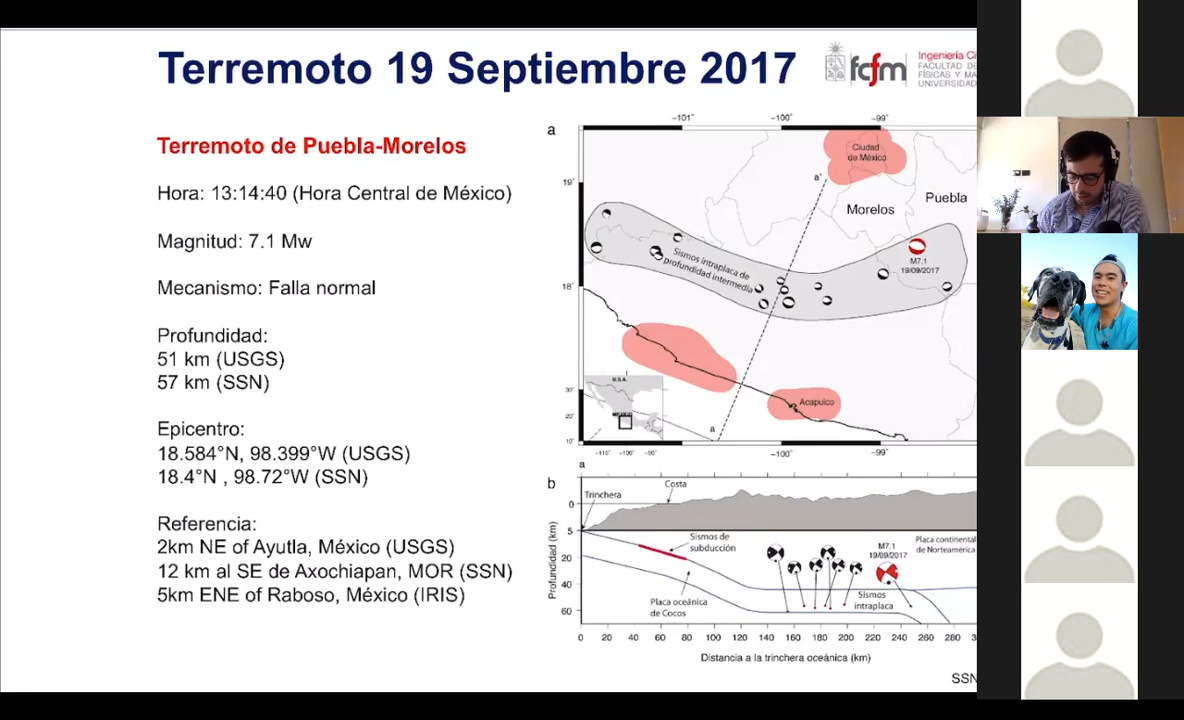 Terremoto 19 Septiembre 2017
fcfm
Ingeniería Ci
FACULTAD DE
FÍSICAS Y MA
UNIVERSIDAD
Terremoto de Puebla-Morelos
Hora: 13:14:40 (Hora Central de México)
Magnitud: 7.1 Mw
Mecanismo: Falla normal
Profundidad:
51 km (USGS)
57 km (SSN)
Epicentro:
18.584°N, 98.399°W (USGS)
18.4°N , 98.72°W (SSN)
Referencia:
2km NE of Ayutla, México (USGS)
12 km al SE de Axochiapan, MOR (SSN)
5km ENE of Raboso, México (IRIS)
a
-101° -100° -99°
Ciudad
de México
a'
19°
Puebla
Morelos
Sismos intraplaca de
profundidad intermedia
M7.1
19/09/2017
18°
U.S.A.
30°
20°
10°
-110° -100° -90°
Acapulco
a
-100° -99°
a
b
Trinchera
Costa
0
5
20
40
60
Profundidad (km)
Sismos de
subducción
Placa oceánica
de Cocos
M7.1
19/09/2017
Placa continental
de Norteamérica
Sismos
intraplaca
0 20 40 60 80 100 120 140 160 180 200 220 240 260 280 3
Distancia a la trinchera oceánica (km)
SSN